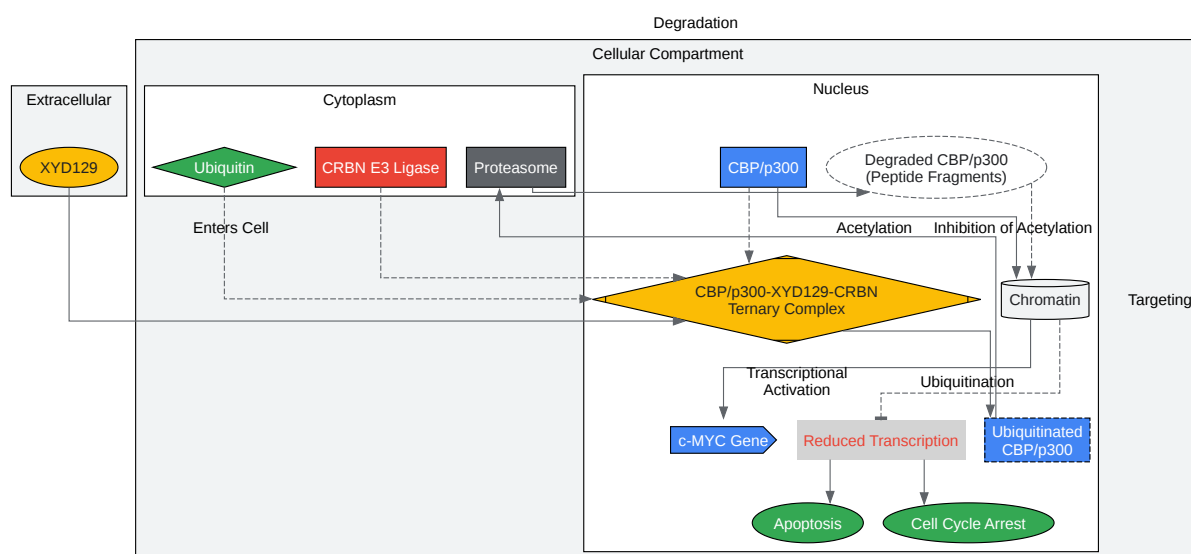 Degradation
Cellular Compartment
Nucleus
Extracellular
Cytoplasm
XYD129
Ubiquitin
CRBN E3 Ligase
Proteasome
CBP/p300
Degraded CBP/p300
(Peptide Fragments)
Enters Cell
Acetylation
Inhibition of Acetylation
CBP/p300-XYD129-CRBN
Ternary Complex
Chromatin
Targeting
Transcriptional
Activation
Ubiquitination
c-MYC Gene
Reduced Transcription
Ubiquitinated
CBP/p300
Apoptosis
Cell Cycle Arrest